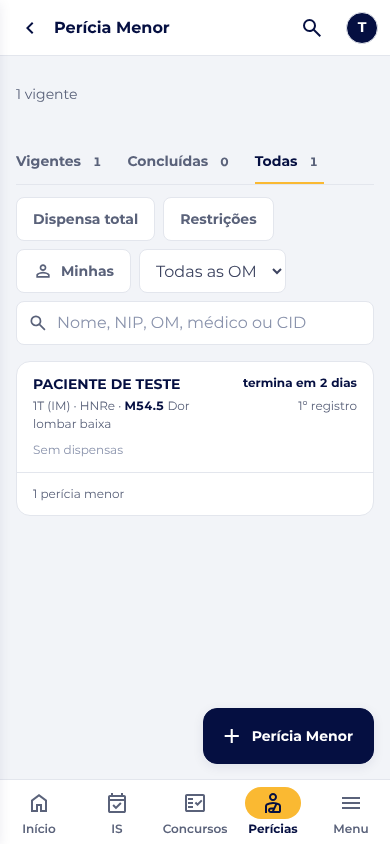 Perícia Menor
T
1 vigente
Vigentes 1 Concluídas 0 Todas 1
Dispensa total Restrições
Minhas Todas as OM
Nome, NIP, OM, médico ou CID
PACIENTE DE TESTE termina em 2 dias
1T (IM) · HNRe · M54.5 Dor 1º registro
lombar baixa
Sem dispensas
1 perícia menor
+ Perícia Menor
Início IS Concursos Perícias Menu